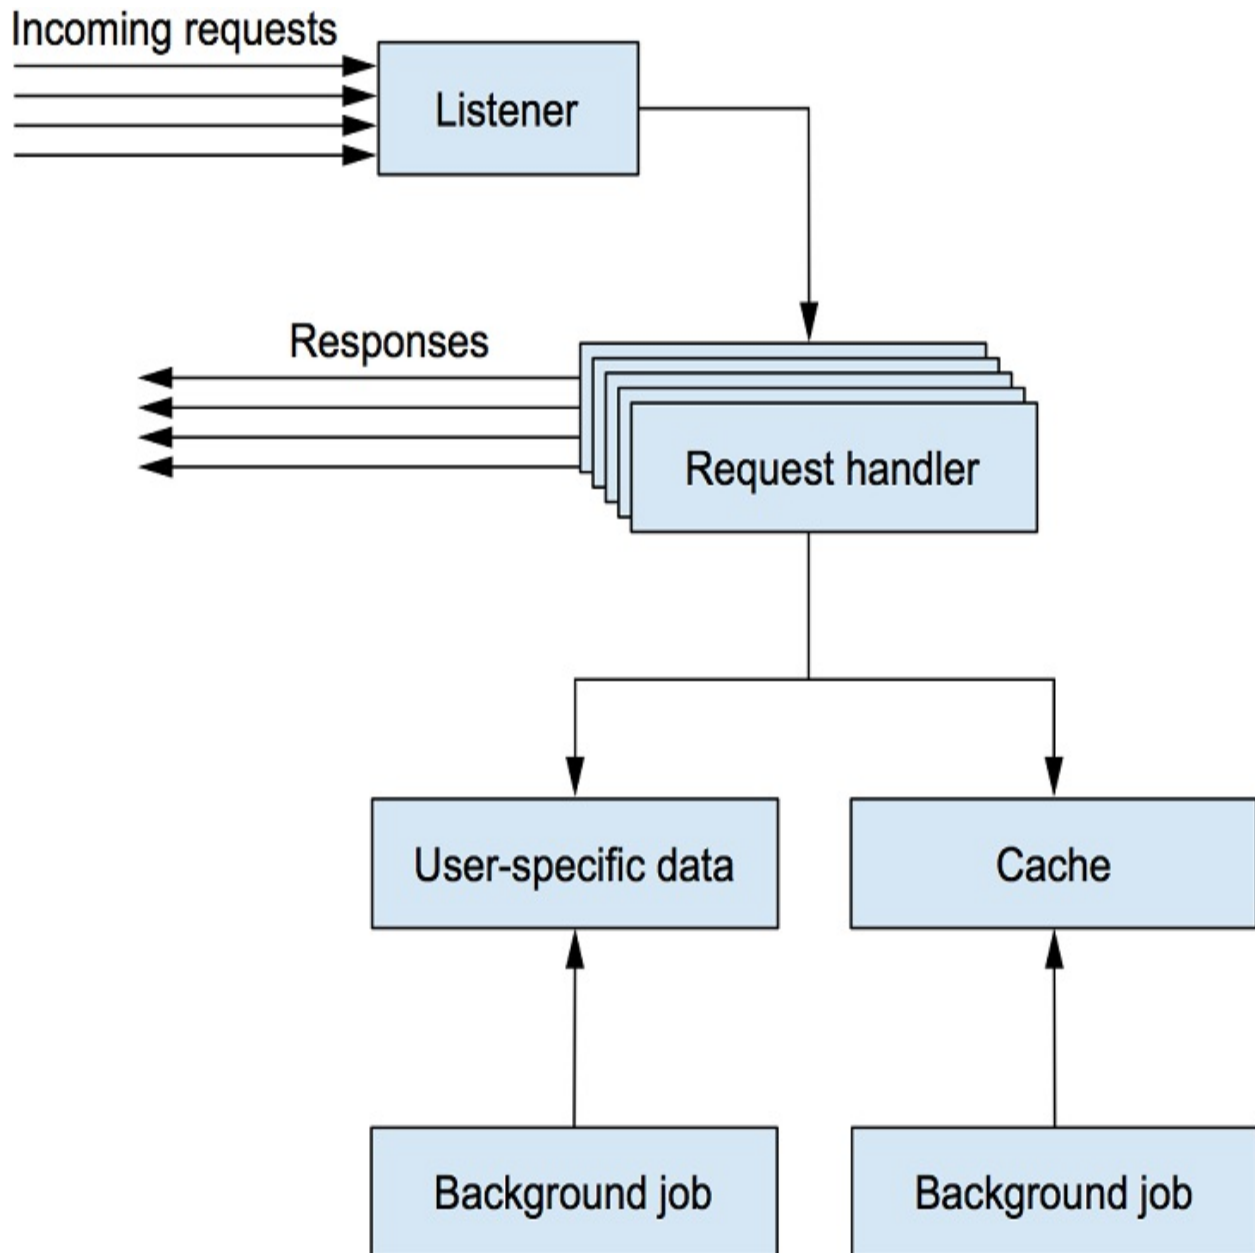 Incoming requests
Listener
Responses
Request handler
User-specific data
Cache
Background job
Background job